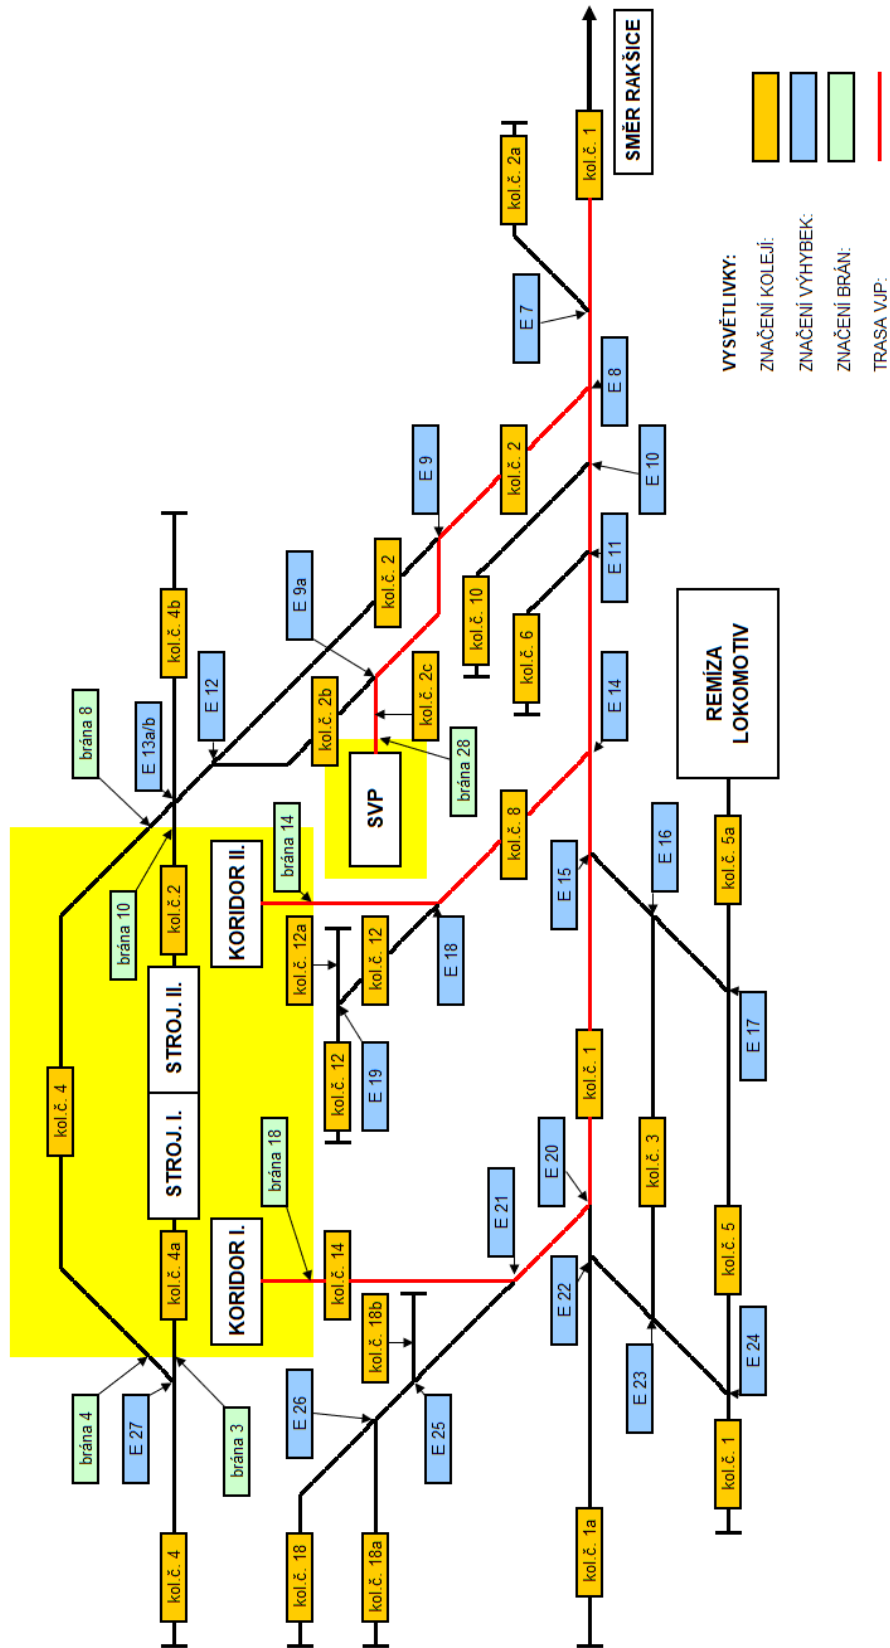 kol.č. 4
brána 4
E 27
brána 3
kol.č. 4a
kol.č. 4
STROJ. I.
STROJ. II.
kol.č.2
brána 10
brána 8
E 13a/b
E 12
kol.č. 4b
kol.č. 18
kol.č. 18a
E 26
E 25
kol.č. 18b
KORIDOR I.
kol.č. 14
brána 18
E 21
KORIDOR II.
brána 14
kol.č. 12a
kol.č. 12
kol.č. 12
E 19
E 18
SVP
brána 28
kol.č. 2c
kol.č. 2b
E 9a
kol.č. 2
E 9
kol.č. 2
kol.č. 8
kol.č. 10
kol.č. 6
E 7
kol.č. 2a
kol.č. 1a
E 22
E 20
kol.č. 1
E 15
E 14
E 11
E 10
E 8
kol.č. 1
SMĚR RAKŠICE
E 23
kol.č. 3
E 16
kol.č. 1
E 24
kol.č. 5
E 17
kol.č. 5a
REMÍZA
LOKOMOTIV
VYSVĚTLIVKY:
ZNAČENÍ KOLEJÍ:
ZNAČENÍ VÝHYBEK:
ZNAČENÍ BRÁN:
TRASA VJP: